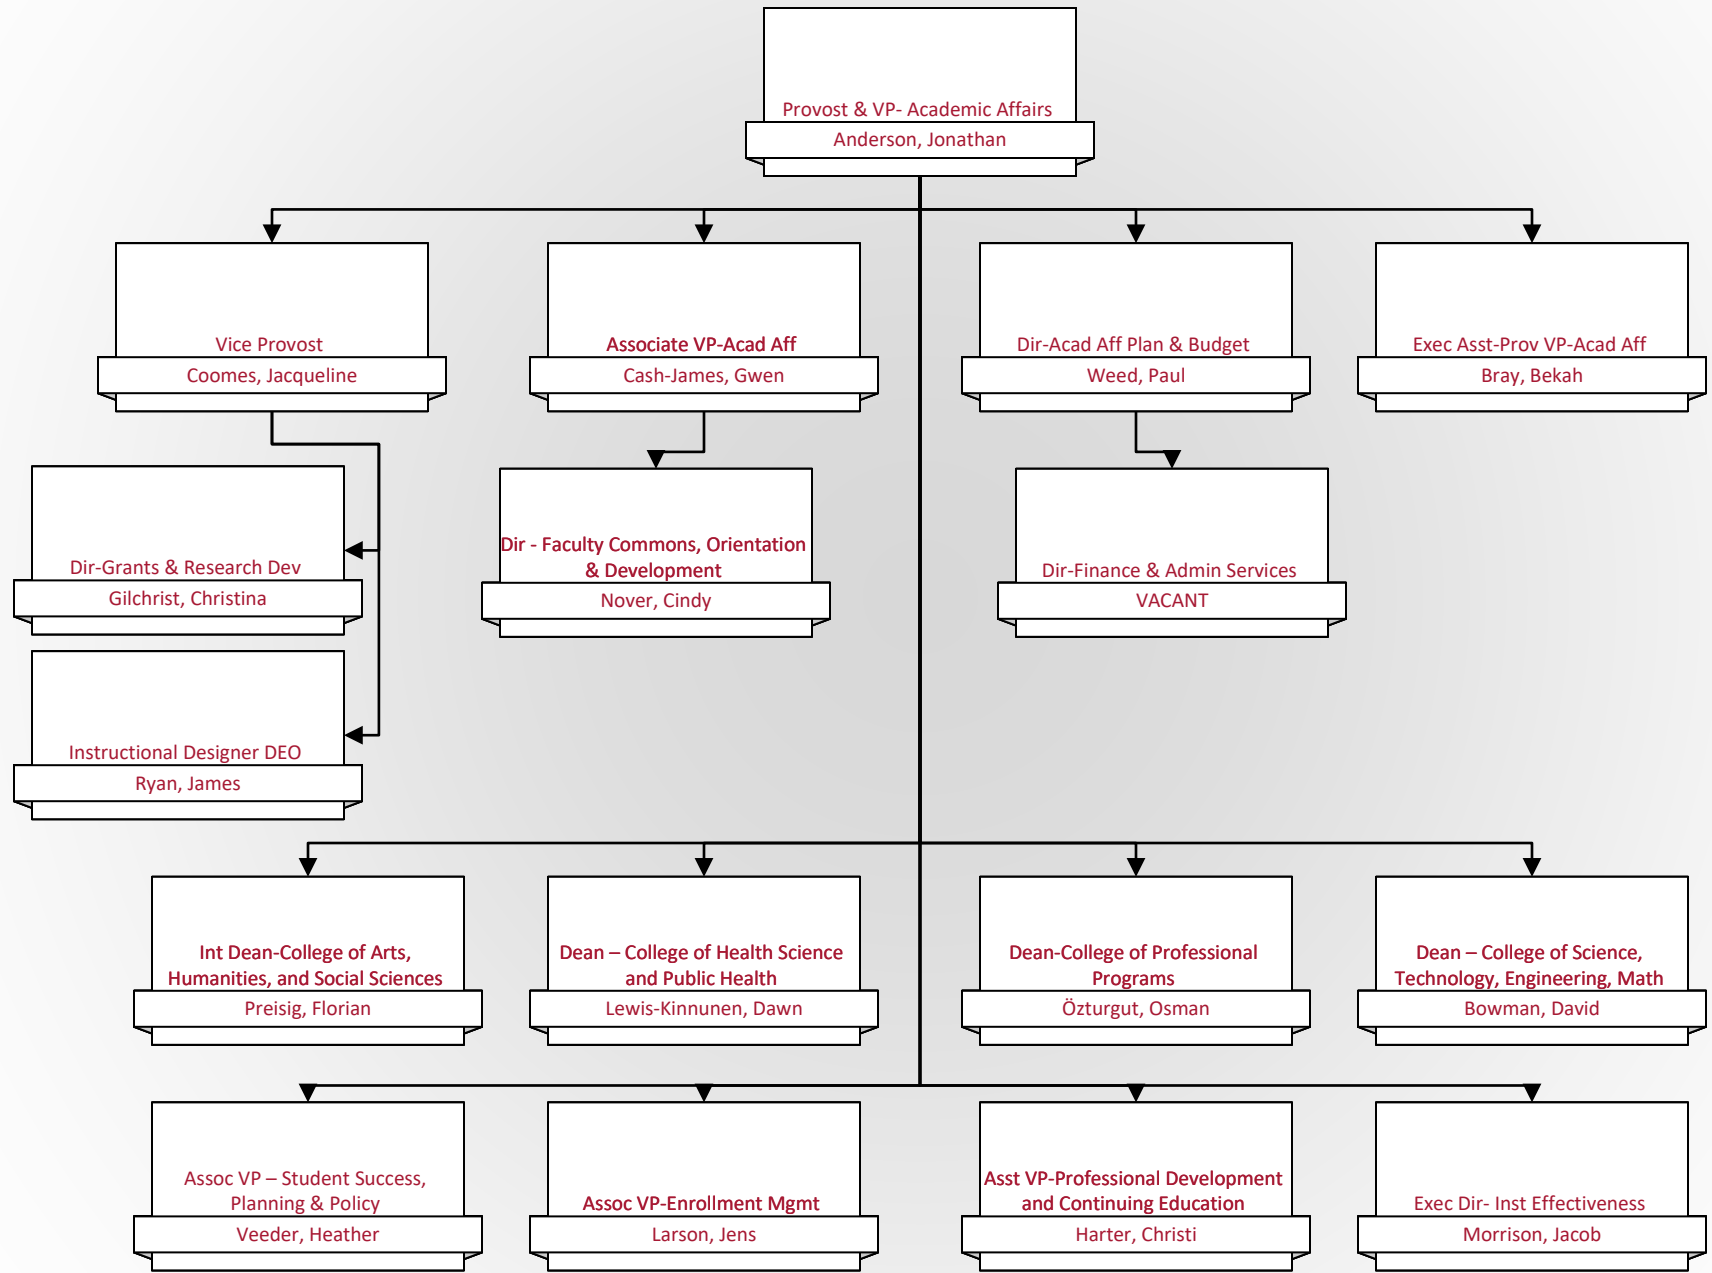 Provost & VP- Academic Affairs
Anderson, Jonathan
Vice Provost
Coomes, Jacqueline
Associate VP-Acad Aff
Cash-James, Gwen
Dir-Acad Aff Plan & Budget
Weed, Paul
Exec Asst-Prov VP-Acad Aff
Bray, Bekah
Dir-Grants & Research Dev
Gilchrist, Christina
Dir - Faculty Commons, Orientation
& Development
Nover, Cindy
Dir-Finance & Admin Services
VACANT
Instructional Designer DEO
Ryan, James
Int Dean-College of Arts,
Humanities, and Social Sciences
Preisig, Florian
Dean – College of Health Science
and Public Health
Lewis-Kinnunen, Dawn
Dean-College of Professional
Programs
Özturgut, Osman
Dean – College of Science,
Technology, Engineering, Math
Bowman, David
Assoc VP – Student Success,
Planning & Policy
Veeder, Heather
Assoc VP-Enrollment Mgmt
Larson, Jens
Asst VP-Professional Development
and Continuing Education
Harter, Christi
Exec Dir- Inst Effectiveness
Morrison, Jacob